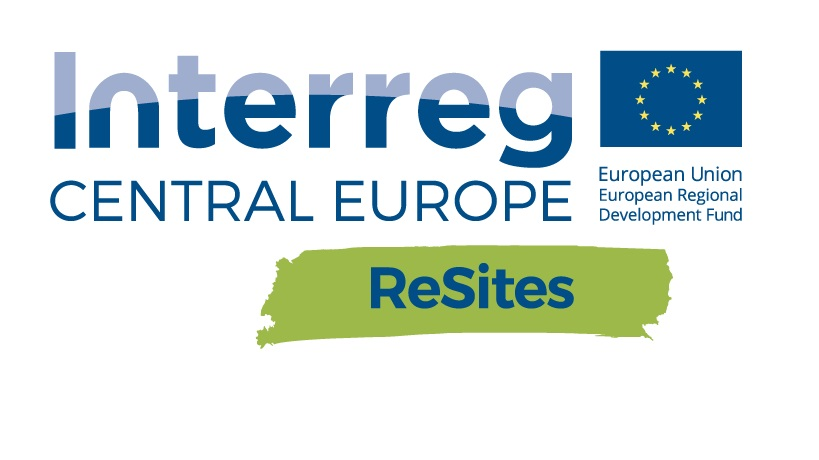 Interreg
CENTRAL EUROPE
European Union
European Regional
Development Fund
ReSites